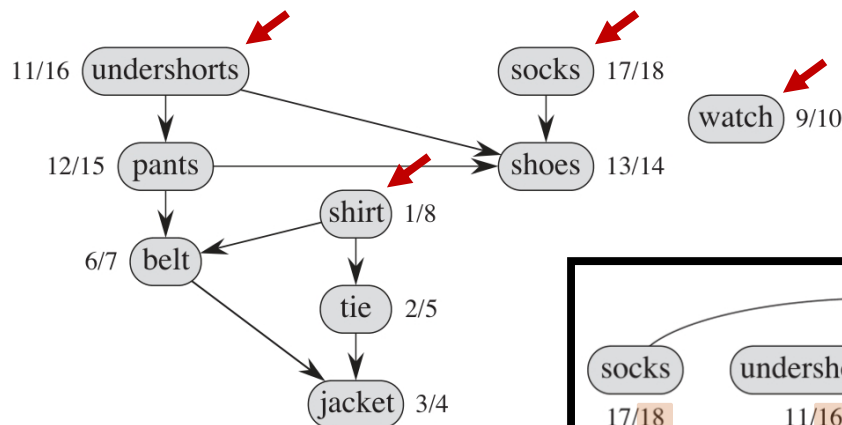 11/16 undershorts socks 17/18
watch 9/10
12/15 pants shoes 13/14
shirt 1/8
6/7 belt
tie 2/5
socks
jacket 3/4
17/18 11/16